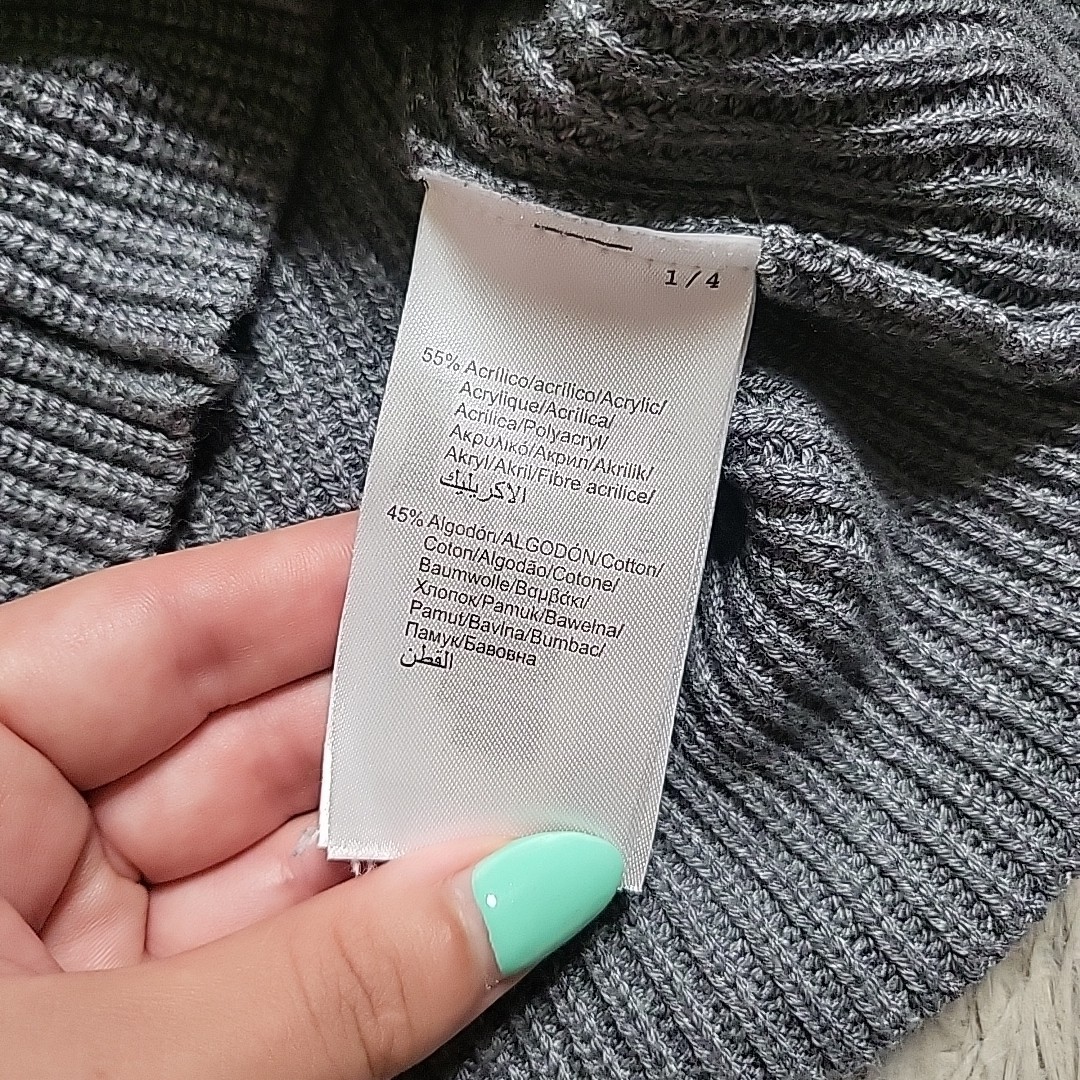 1/4
55% Acrílico/acrílico/Acrylic/
Acrylique/Acrílica/
Acrilica/Polyacryl/
Ακρυλικό/Акрил/Akrilik/
Akryl/Akril/Fibre acrilice/
الاكريليك
45% Algodón/ALGODÓN/Cotton/
Coton/Algodão/Cotone/
Baumwolle/Βαμβάκι/
Хлопок/Pamuk/Bawełna/
Pamut/Bavlna/Bumbac/
Памук/Бавовна
القطن